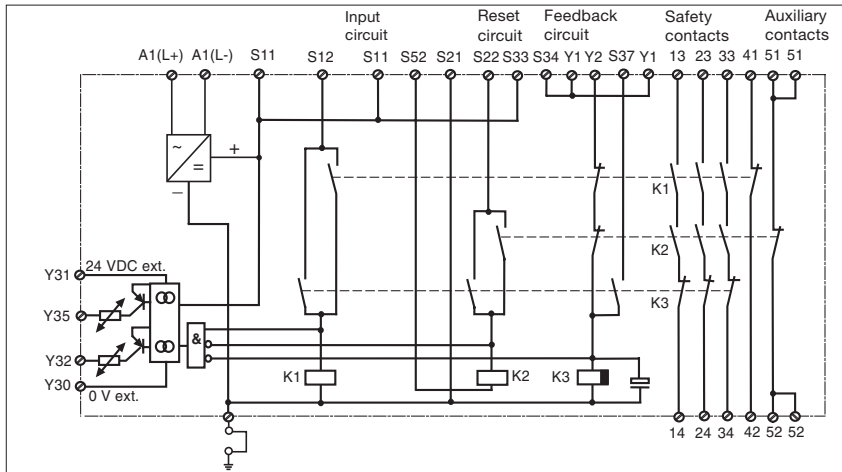 Input circuit
Reset circuit
Feedback circuit
Safety contacts
Auxiliary contacts
A1(L+) A1(L-) S11 S12 S11 S52 S21 S22 S33 S34 Y1 Y2 S37 Y1 13 23 33 41 51 51
~
=
+
–
K1
K2
Y31 24 VDC ext.
K3
Y35
&
Y32
K1 K2 K3
Y30
0 V ext.
14 24 34 42 52 52